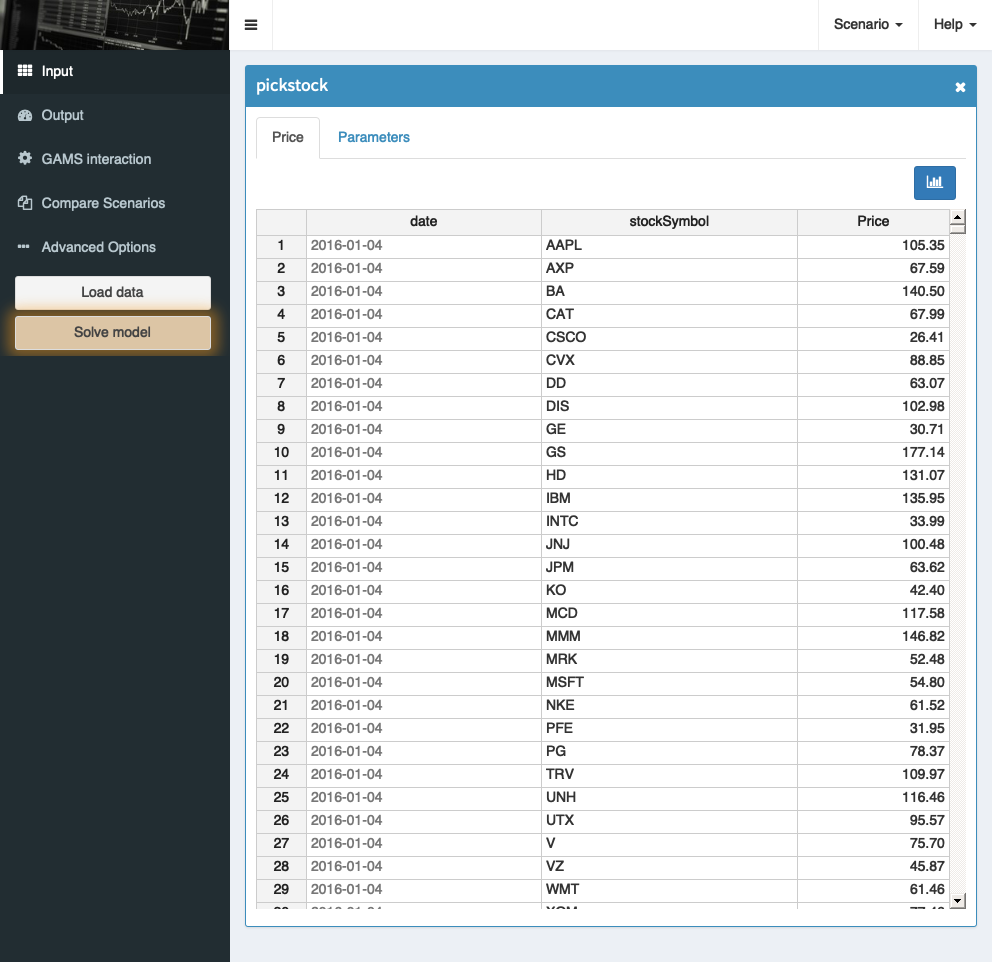 Scenario Help
Input
Output
GAMS interaction
Compare Scenarios
Advanced Options
Load data
Solve model
pickstock
Price Parameters
date stockSymbol Price
1 2016-01-04 AAPL 105.35
2 2016-01-04 AXP 67.59
3 2016-01-04 BA 140.50
4 2016-01-04 CAT 67.99
5 2016-01-04 CSCO 26.41
6 2016-01-04 CVX 88.85
7 2016-01-04 DD 63.07
8 2016-01-04 DIS 102.98
9 2016-01-04 GE 30.71
10 2016-01-04 GS 177.14
11 2016-01-04 HD 131.07
12 2016-01-04 IBM 135.95
13 2016-01-04 INTC 33.99
14 2016-01-04 JNJ 100.48
15 2016-01-04 JPM 63.62
16 2016-01-04 KO 42.40
17 2016-01-04 MCD 117.58
18 2016-01-04 MMM 146.82
19 2016-01-04 MRK 52.48
20 2016-01-04 MSFT 54.80
21 2016-01-04 NKE 61.52
22 2016-01-04 PFE 31.95
23 2016-01-04 PG 78.37
24 2016-01-04 TRV 109.97
25 2016-01-04 UNH 116.46
26 2016-01-04 UTX 95.57
27 2016-01-04 V 75.70
28 2016-01-04 VZ 45.87
29 2016-01-04 WMT 61.46